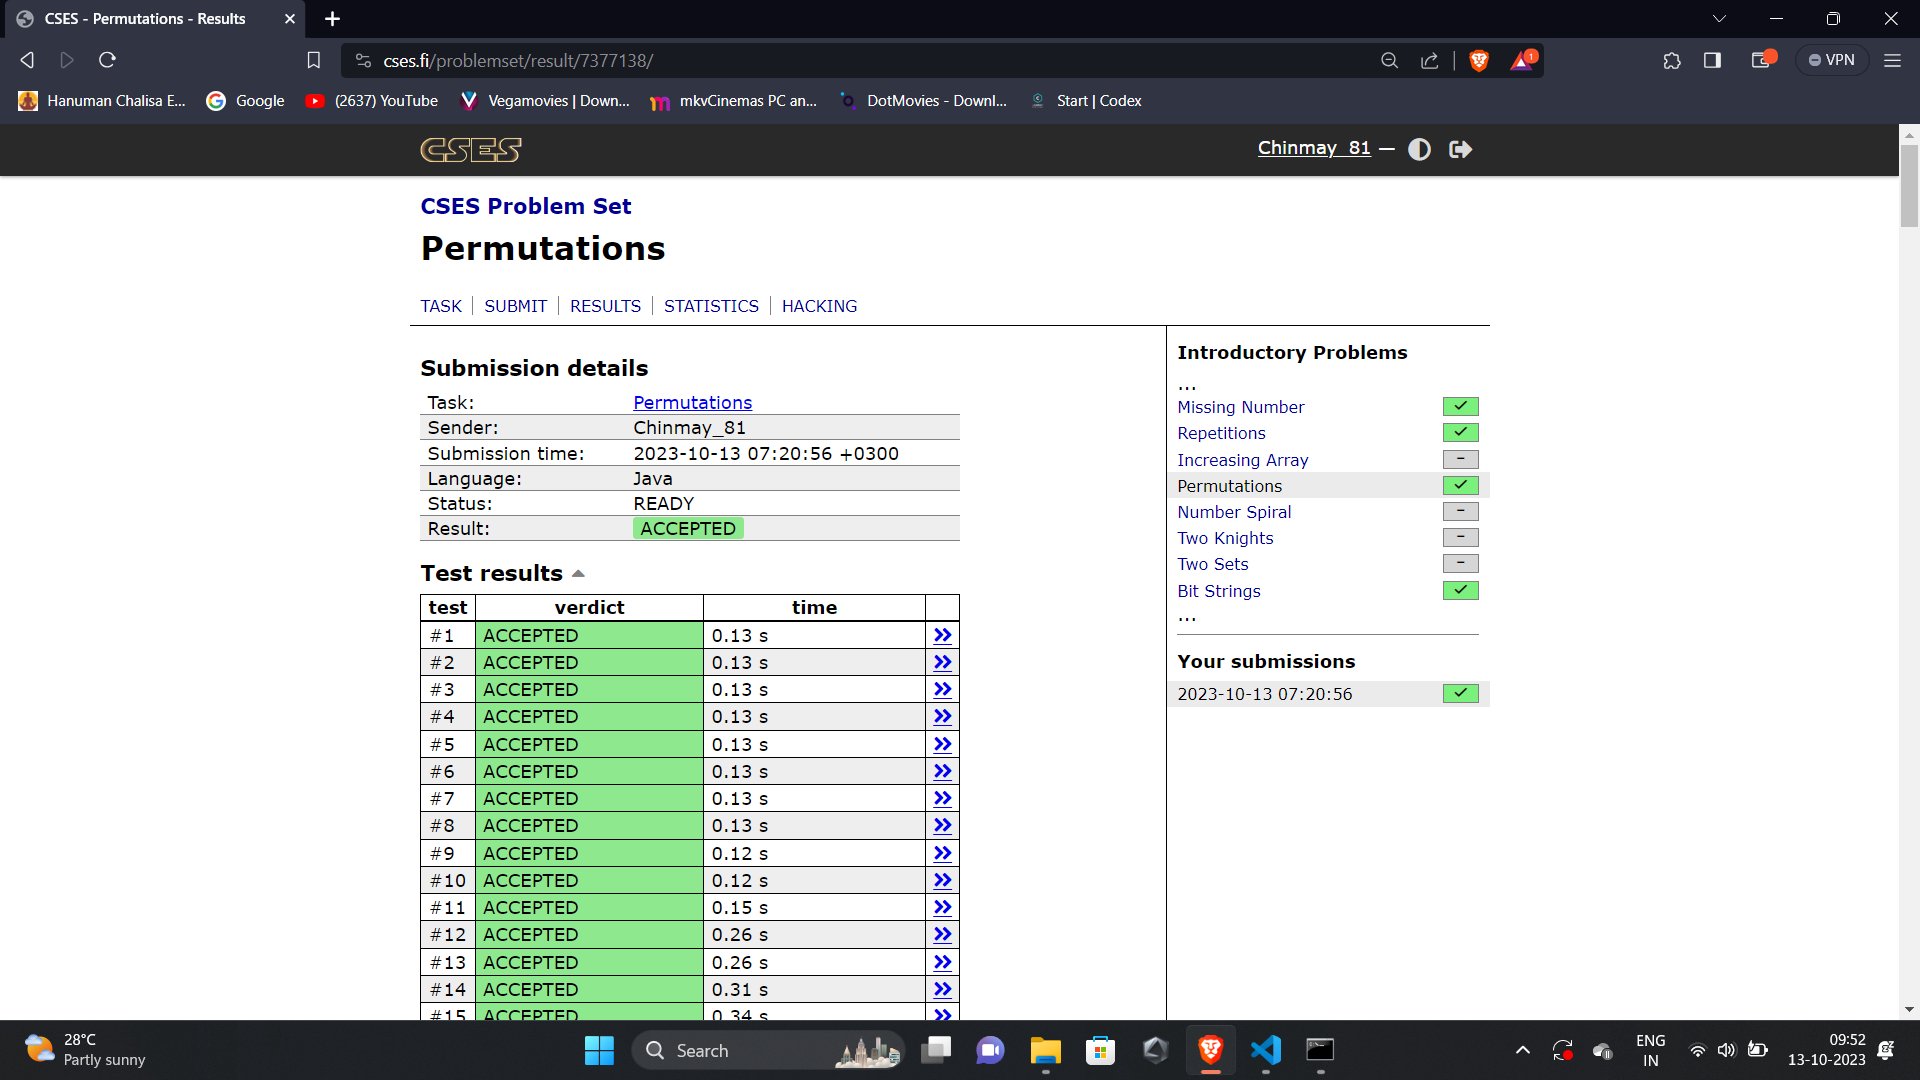 CSES - Permutations - Results
cses.fi/problemset/result/7377138/
1
VPN
Hanuman Chalisa E...
Google
(2637) YouTube
Vegamovies | Down...
mkvCinemas PC an...
DotMovies - Downl...
Start | Codex
CSES
Chinmay_81 —
CSES Problem Set
Permutations
TASK | SUBMIT | RESULTS | STATISTICS | HACKING
Submission details
Task: Permutations
Sender: Chinmay_81
Submission time: 2023-10-13 07:20:56 +0300
Language: Java
Status: READY
Result: ACCEPTED
Test results
test verdict time
#1 ACCEPTED 0.13 s »
#2 ACCEPTED 0.13 s »
#3 ACCEPTED 0.13 s »
#4 ACCEPTED 0.13 s »
#5 ACCEPTED 0.13 s »
#6 ACCEPTED 0.13 s »
#7 ACCEPTED 0.13 s »
#8 ACCEPTED 0.13 s »
#9 ACCEPTED 0.12 s »
#10 ACCEPTED 0.12 s »
#11 ACCEPTED 0.15 s »
#12 ACCEPTED 0.26 s »
#13 ACCEPTED 0.26 s »
#14 ACCEPTED 0.31 s »
#15 ACCEPTED 0.34 s »
Introductory Problems
...
Missing Number
Repetitions
Increasing Array –
Permutations
Number Spiral –
Two Knights –
Two Sets –
Bit Strings
...
Your submissions
2023-10-13 07:20:56
28°C
Partly sunny
Search
ENG
IN
09:52
13-10-2023